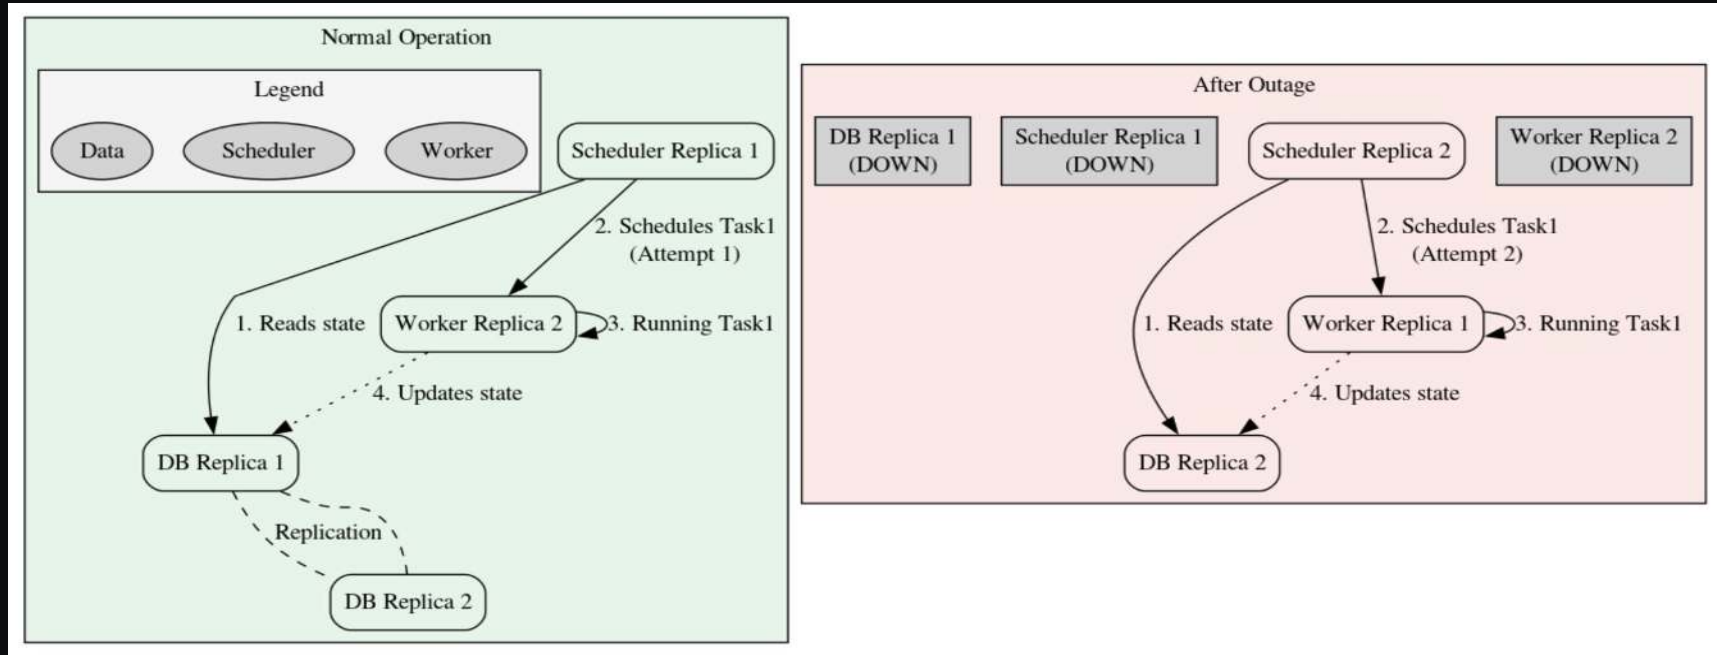 Normal Operation
Legend
Data
Scheduler
Worker
Scheduler Replica 1
2. Schedules Task1
(Attempt 1)
1. Reads state
Worker Replica 2
3. Running Task1
4. Updates state
DB Replica 1
Replication
DB Replica 2
After Outage
DB Replica 1
(DOWN)
Scheduler Replica 1
(DOWN)
Scheduler Replica 2
Worker Replica 2
(DOWN)
2. Schedules Task1
(Attempt 2)
1. Reads state
Worker Replica 1
3. Running Task1
4. Updates state
DB Replica 2